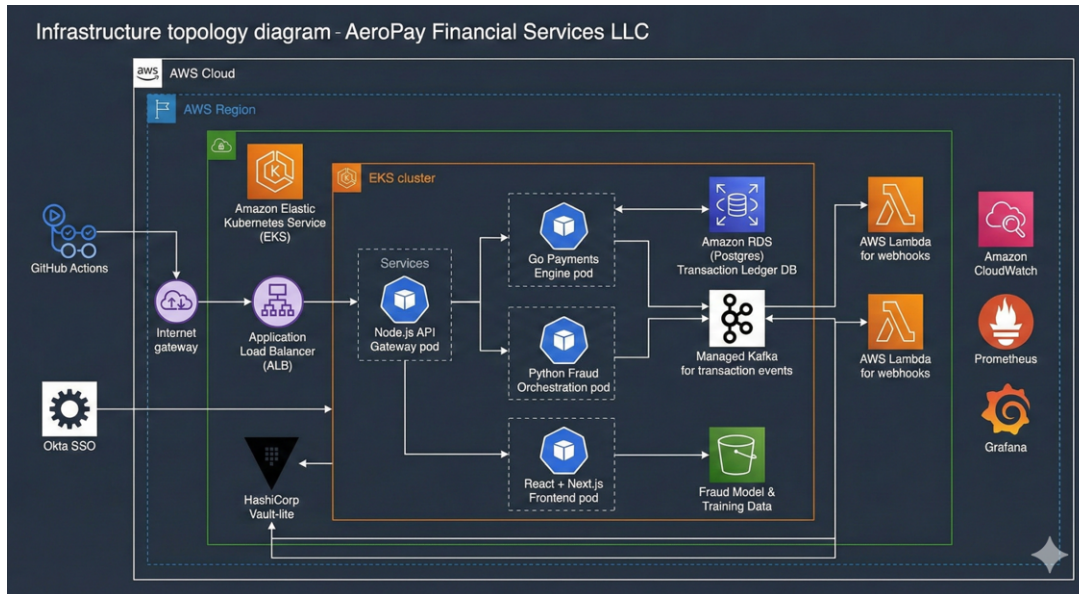 Infrastructure topology diagram - AeroPay Financial Services LLC
aws
AWS Cloud
AWS Region
Amazon Elastic
Kubernetes Service
(EKS)
EKS cluster
GitHub Actions
Internet
gateway
Application
Load Balancer
(ALB)
Services
Node.js API
Gateway pod
Go Payments
Engine pod
Python Fraud
Orchestration pod
React + Next.js
Frontend pod
Amazon RDS
(Postgres)
Transaction Ledger DB
Managed Kafka
for transaction events
Fraud Model &
Training Data
AWS Lambda
for webhooks
AWS Lambda
for webhooks
Amazon
CloudWatch
Prometheus
Grafana
Okta SSO
HashiCorp
Vault-lite